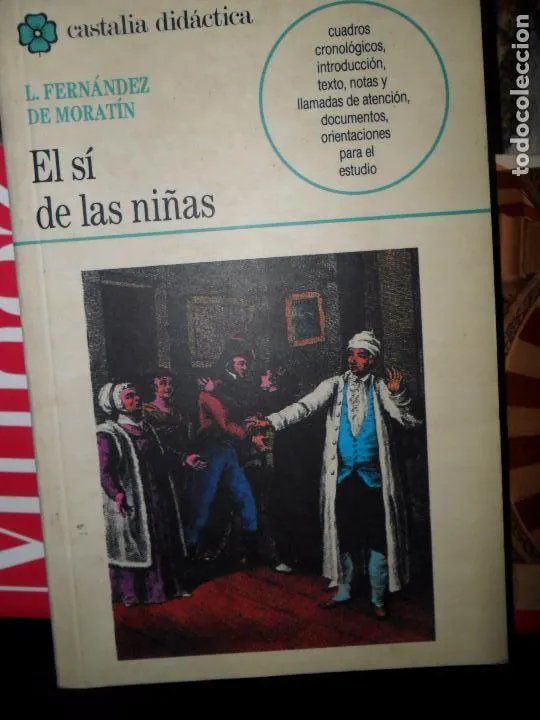 castalia didáctica
L. FERNÁNDEZ
DE MORATÍN
El sí
de las niñas
cuadros
cronológicos,
introducción,
texto, notas y
llamadas de atención,
documentos,
orientaciones
para el
estudio
todocoleccion